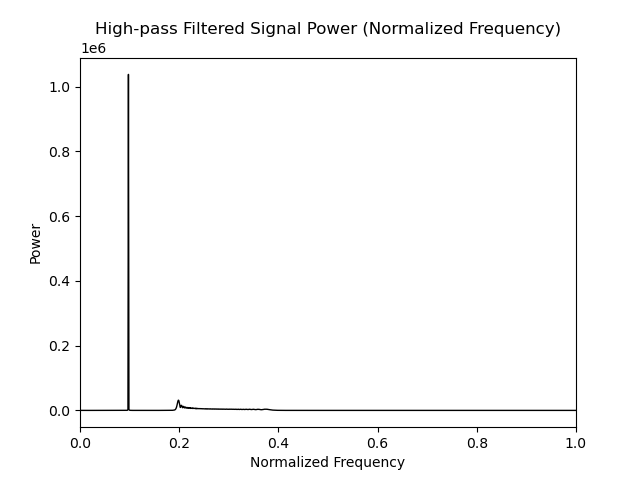 High-pass Filtered Signal Power (Normalized Frequency)
1e6
1.0
0.8
0.6
0.4
0.2
0.0
Power
0.0 0.2 0.4 0.6 0.8 1.0
Normalized Frequency